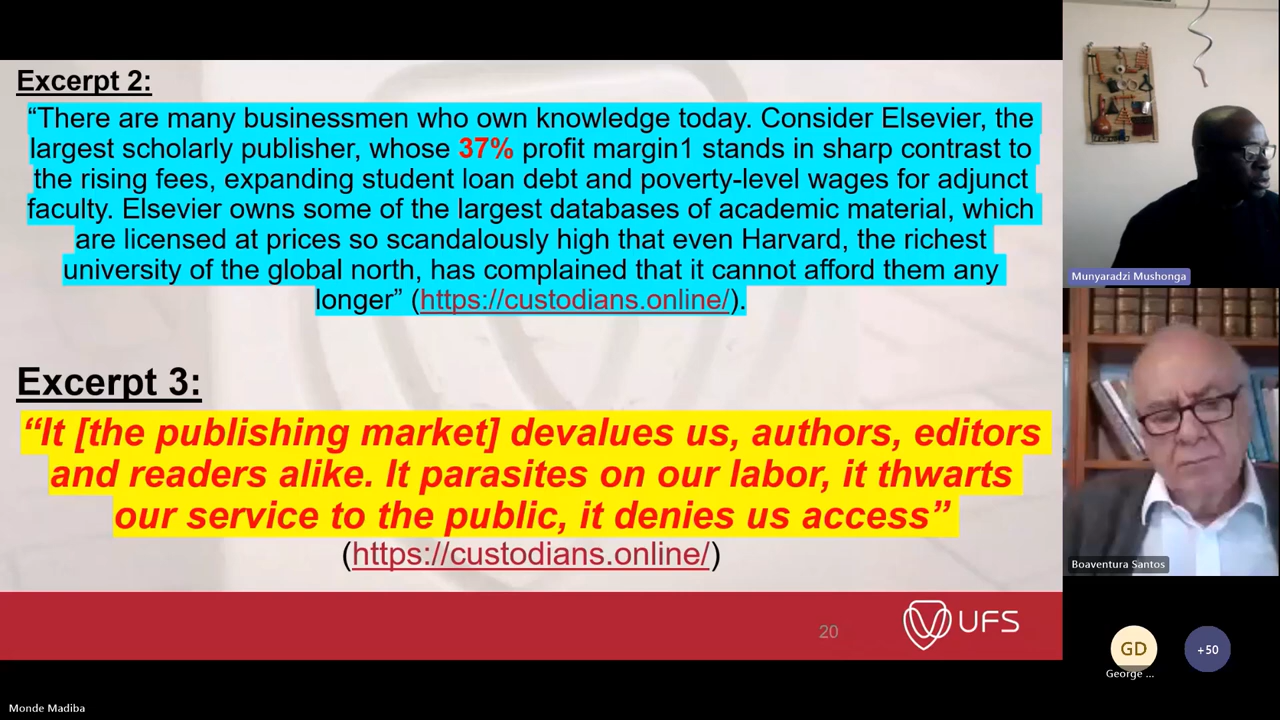 Excerpt 2:
“There are many businessmen who own knowledge today. Consider Elsevier, the
largest scholarly publisher, whose 37% profit margin1 stands in sharp contrast to
the rising fees, expanding student loan debt and poverty-level wages for adjunct
faculty. Elsevier owns some of the largest databases of academic material, which
are licensed at prices so scandalously high that even Harvard, the richest
university of the global north, has complained that it cannot afford them any
longer” (https://custodians.online/).
Excerpt 3:
“It [the publishing market] devalues us, authors, editors
and readers alike. It parasites on our labor, it thwarts
our service to the public, it denies us access”
(https://custodians.online/)
20
UFS
Munyaradzi Mushonga
Boaventura Santos
GD
+50
George ...
Monde Madiba